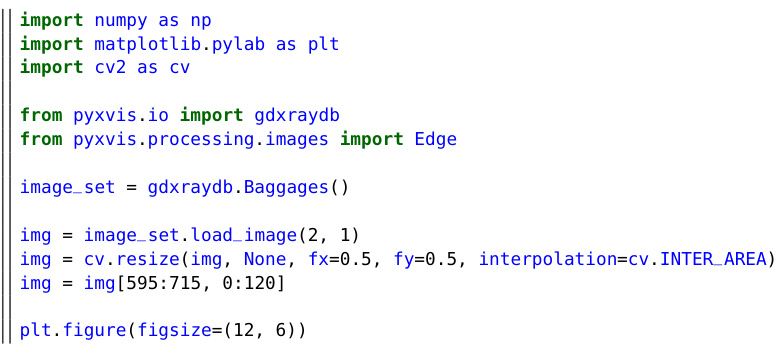 import numpy as np
import matplotlib.pylab as plt
import cv2 as cv
from pyxvis.io import gdxraydb
from pyxvis.processing.images import Edge
image_set = gdxraydb.Baggages()
img = image_set.load_image(2, 1)
img = cv.resize(img, None, fx=0.5, fy=0.5, interpolation=cv.INTER_AREA)
img = img[595:715, 0:120]
plt.figure(figsize=(12, 6))